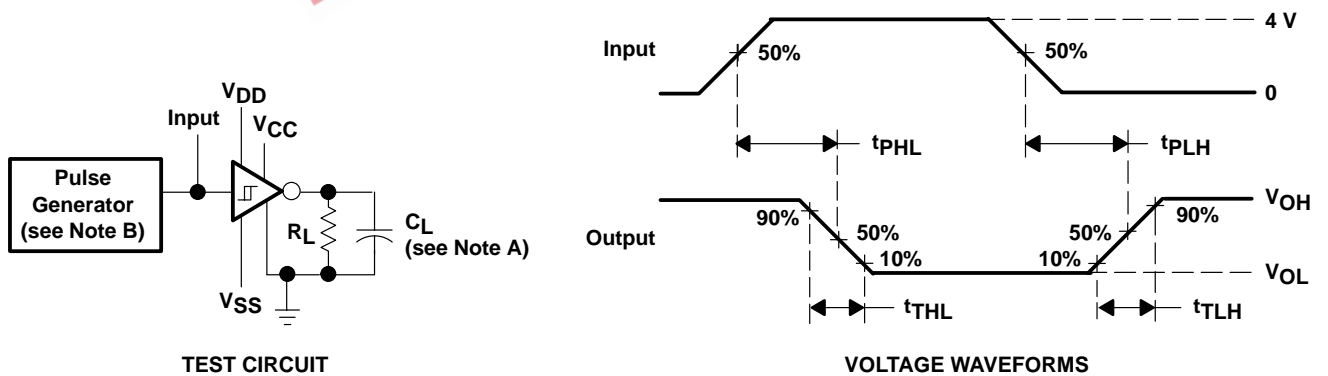 VDD
Input
VCC
Pulse
Generator
(see Note B)
RL
CL
(see Note A)
VSS
TEST CIRCUIT
4 V
Input
50%
50%
0
tPHL
tPLH
VOH
90%
90%
Output
50%
50%
10%
10%
VOL
tTHL
tTLH
VOLTAGE WAVEFORMS